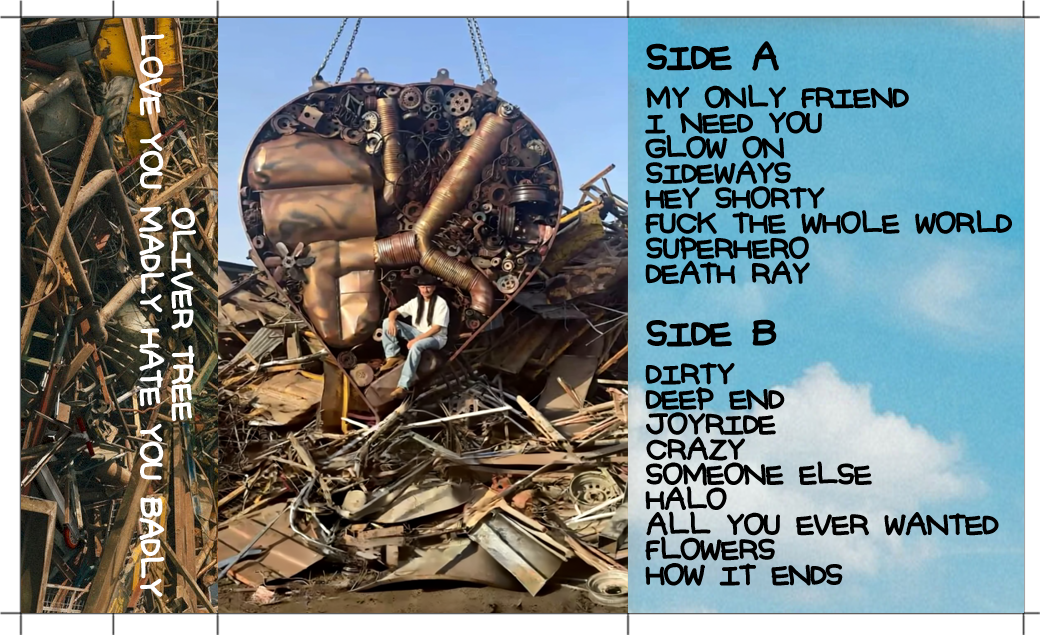 LOVE YOU MADLY HATE YOU BADLY
OLIVER TREE
SIDE A
MY ONLY FRIEND
I NEED YOU
GLOW ON
SIDEWAYS
HEY SHORTY
FUCK THE WHOLE WORLD
SUPERHERO
DEATH RAY
SIDE B
DIRTY
DEEP END
JOYRIDE
CRAZY
SOMEONE ELSE
HALO
ALL YOU EVER WANTED
FLOWERS
HOW IT ENDS